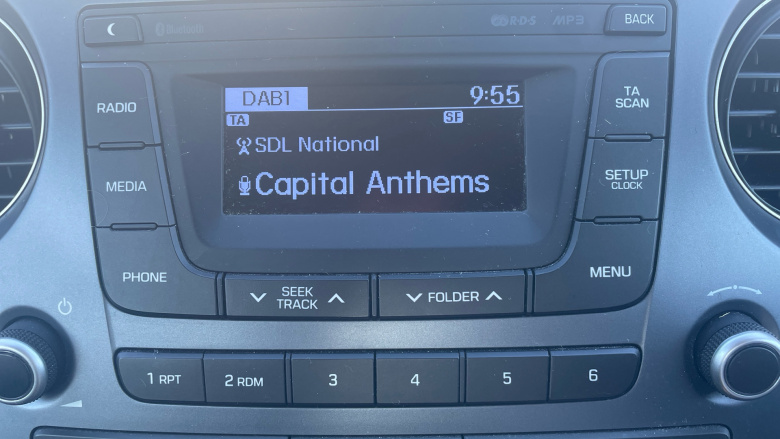 Bluetooth
R·D·S MP3
BACK
RADIO
DAB1 9:55
TA
SCAN
TA SF
SDL National
MEDIA
Capital Anthems
SETUP
CLOCK
PHONE
SEEK
TRACK
FOLDER
MENU
1 RPT 2 RDM 3 4 5 6